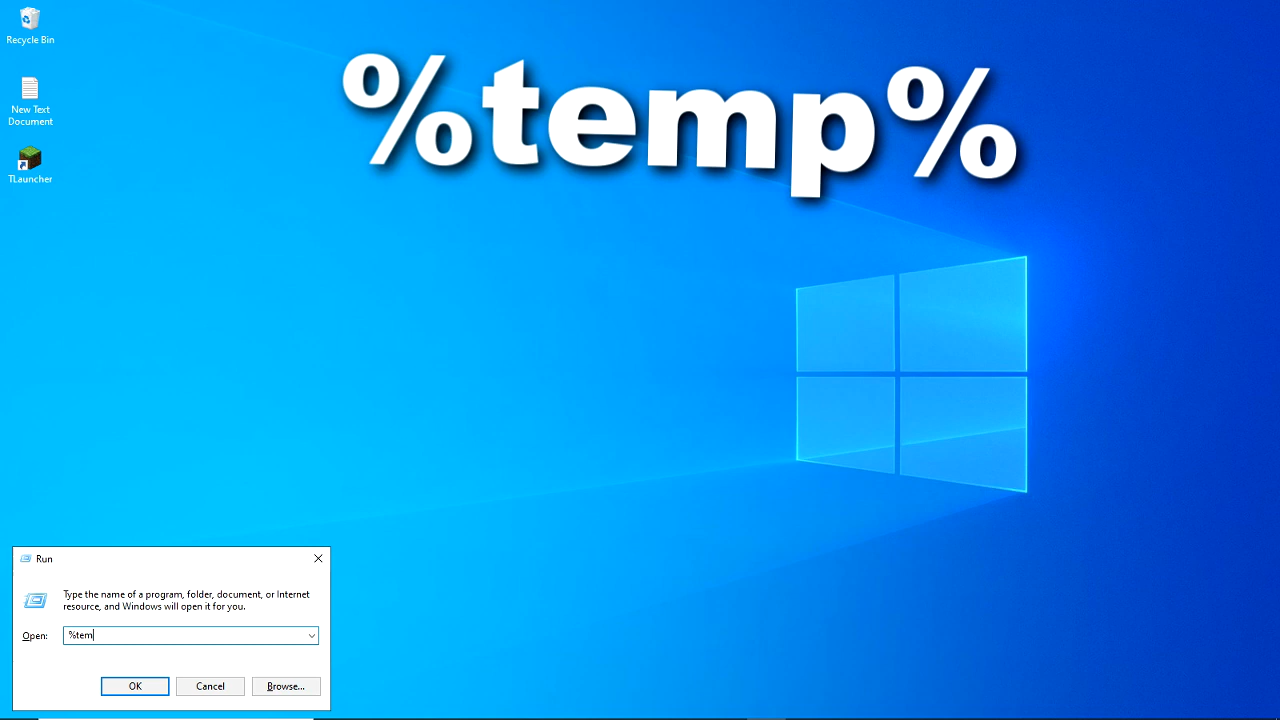 Recycle Bin
%temp%
New Text
Document
TLauncher
Run
Type the name of a program, folder, document, or Internet
resource, and Windows will open it for you.
Open:
%tem
OK
Cancel
Browse...